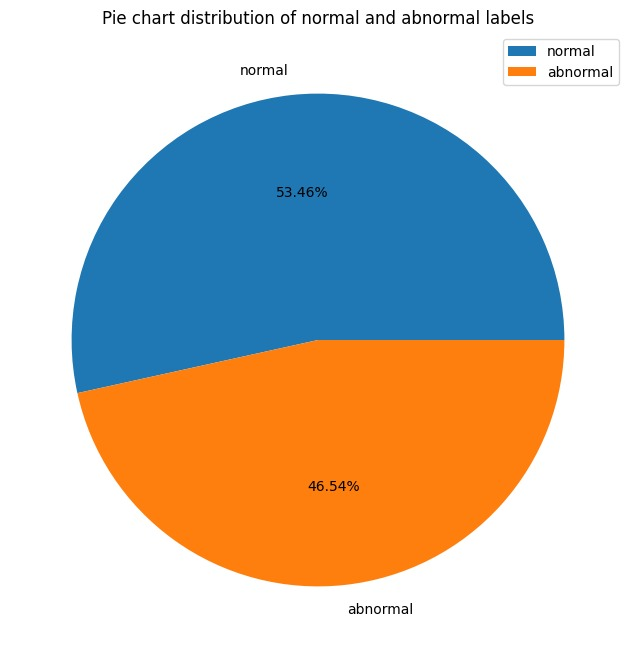 Pie chart distribution of normal and abnormal labels
normal
abnormal
normal
53.46%
46.54%
abnormal